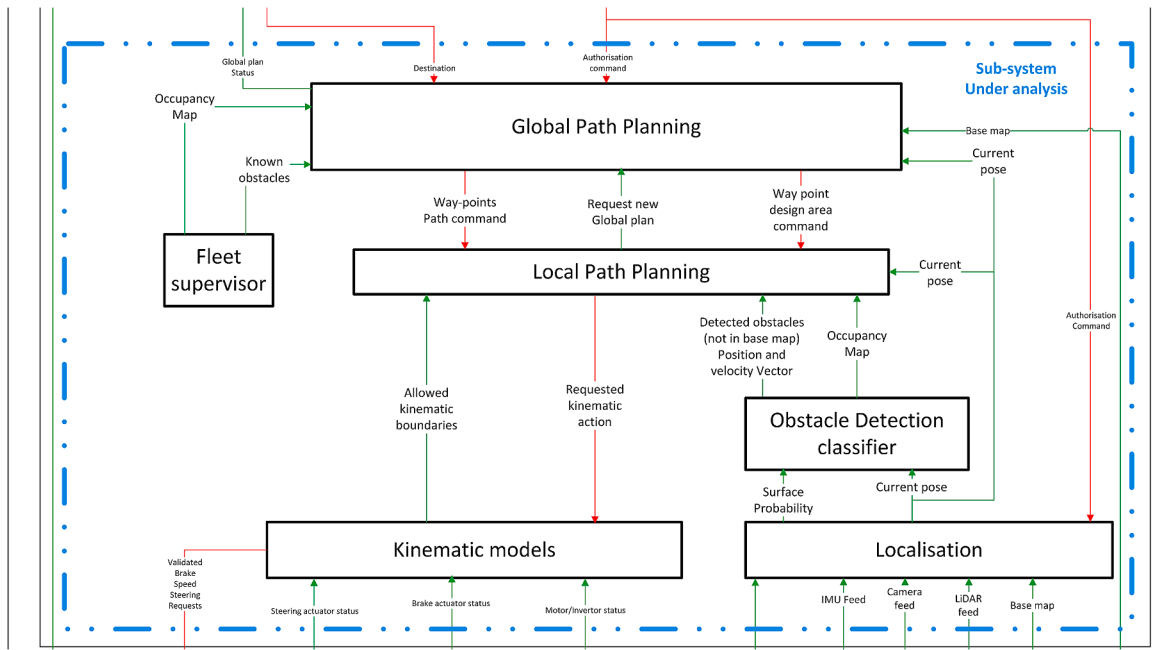 Global plan
Status
Destination
Authorisation
command
Sub-system
Under analysis
Occupancy
Map
Global Path Planning
Base map
Known
obstacles
Current
pose
Way-points
Path command
Request new
Global plan
Way point
design area
command
Fleet
supervisor
Local Path Planning
Current
pose
Authorisation
Command
Detected obstacles
(not in base map)
Position and
velocity Vector
Occupancy
Map
Allowed
kinematic
boundaries
Requested
kinematic
action
Obstacle Detection
classifier
Surface
Probability
Current pose
Kinematic models
Localisation
Validated
Brake
Speed
Steering
Requests
Steering actuator status
Brake actuator status
Motor/Invertor status
IMU Feed
Camera
feed
LiDAR
feed
Base map